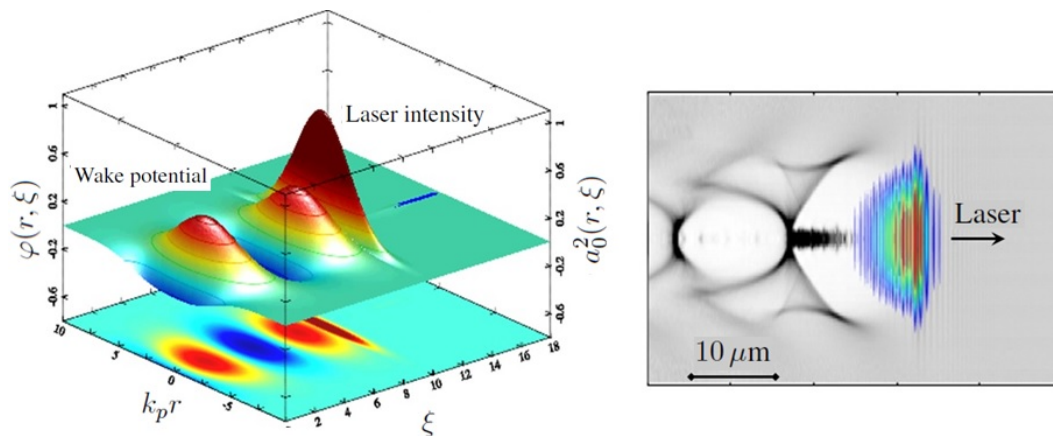 Laser intensity
Wake potential
φ(r, ξ)
a₀²(r, ξ)
1
0.6
0.2
-0.2
-0.6
1
0.6
0.2
-0.2
-0.6
10
5
0
-5
k_p r
2
4
6
8
10
12
14
16
18
ξ
Laser
10 μm